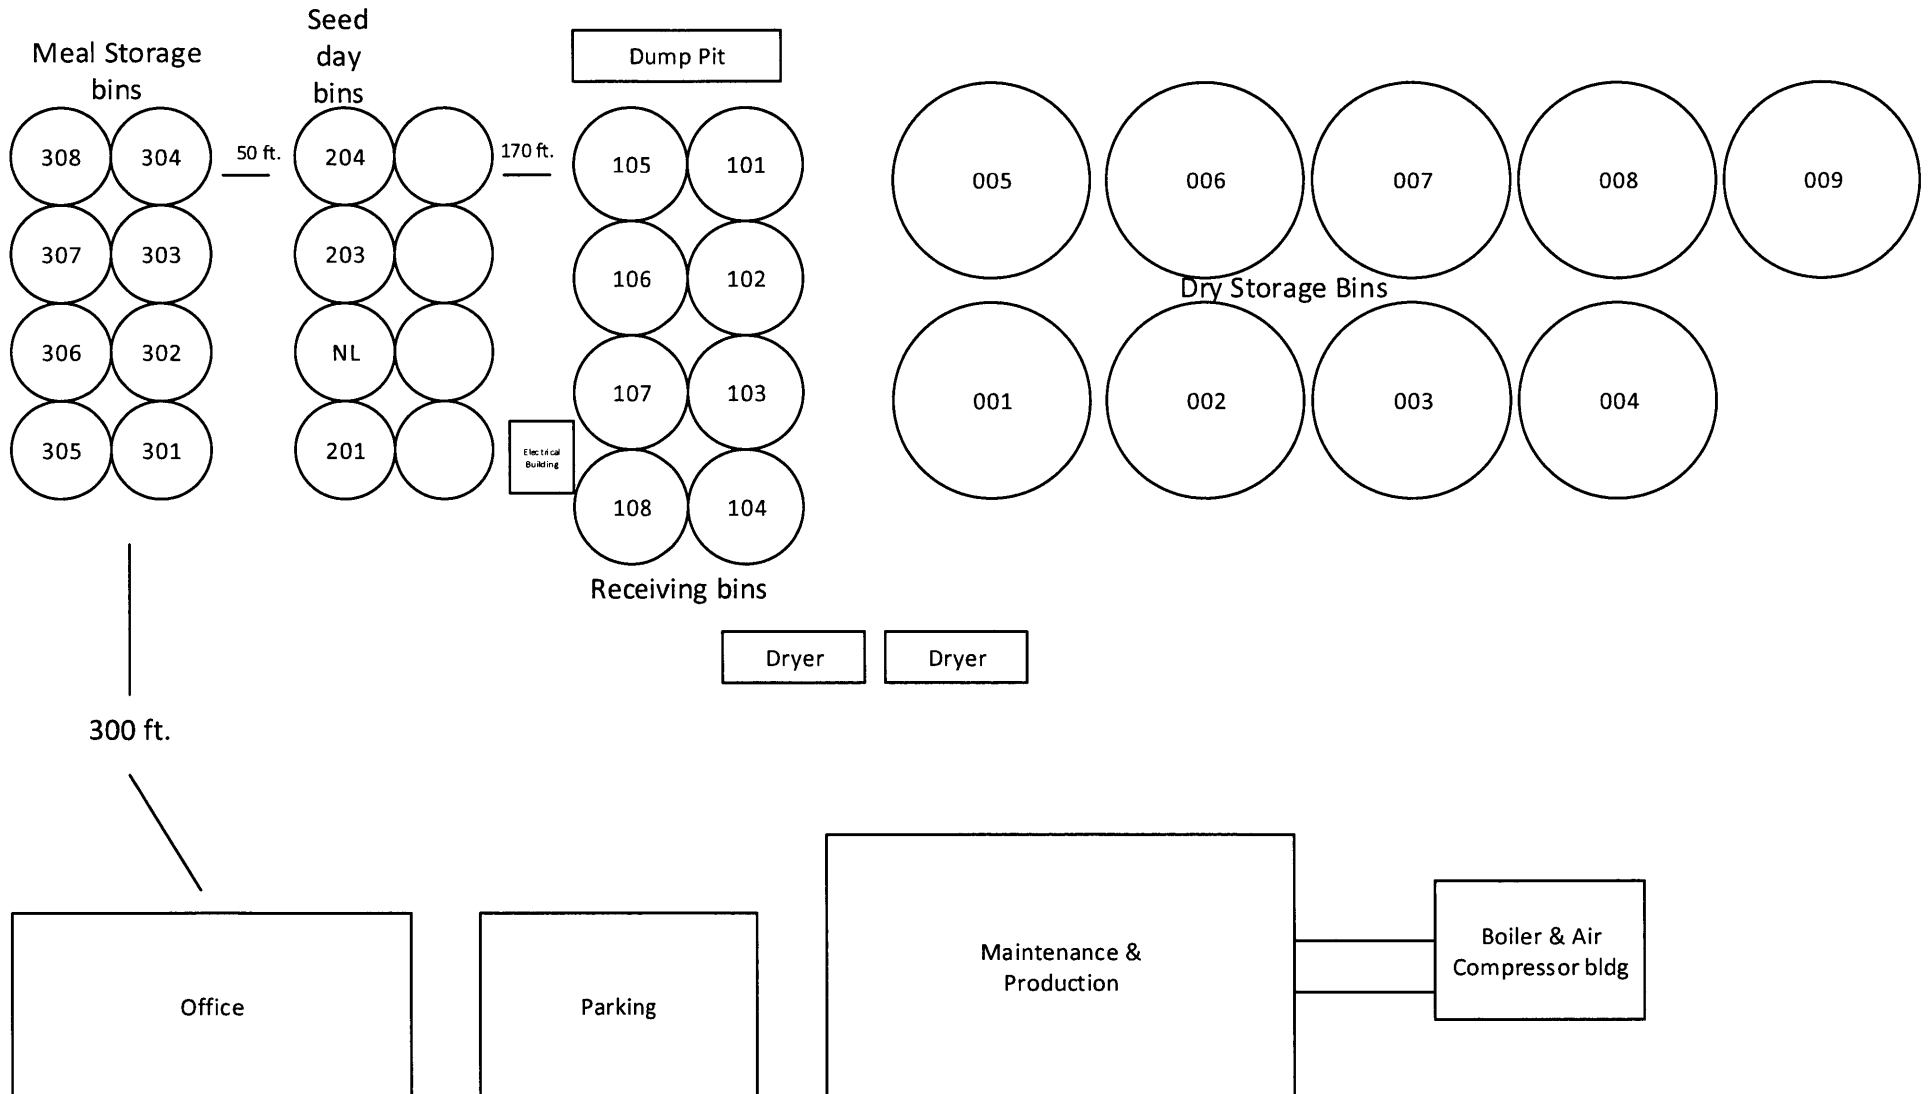 Meal Storage
bins
Seed
day
bins
Dump Pit
308 304 50 ft. 204 170 ft. 105 101 005 006 007 008 009
307 303 203 106 102
Dry Storage Bins
306 302 NL 107 103 001 002 003 004
305 301 201
Electrical
Building
108 104
Receiving bins
Dryer Dryer
300 ft.
Office
Parking
Maintenance &
Production
Boiler & Air
Compressor bldg